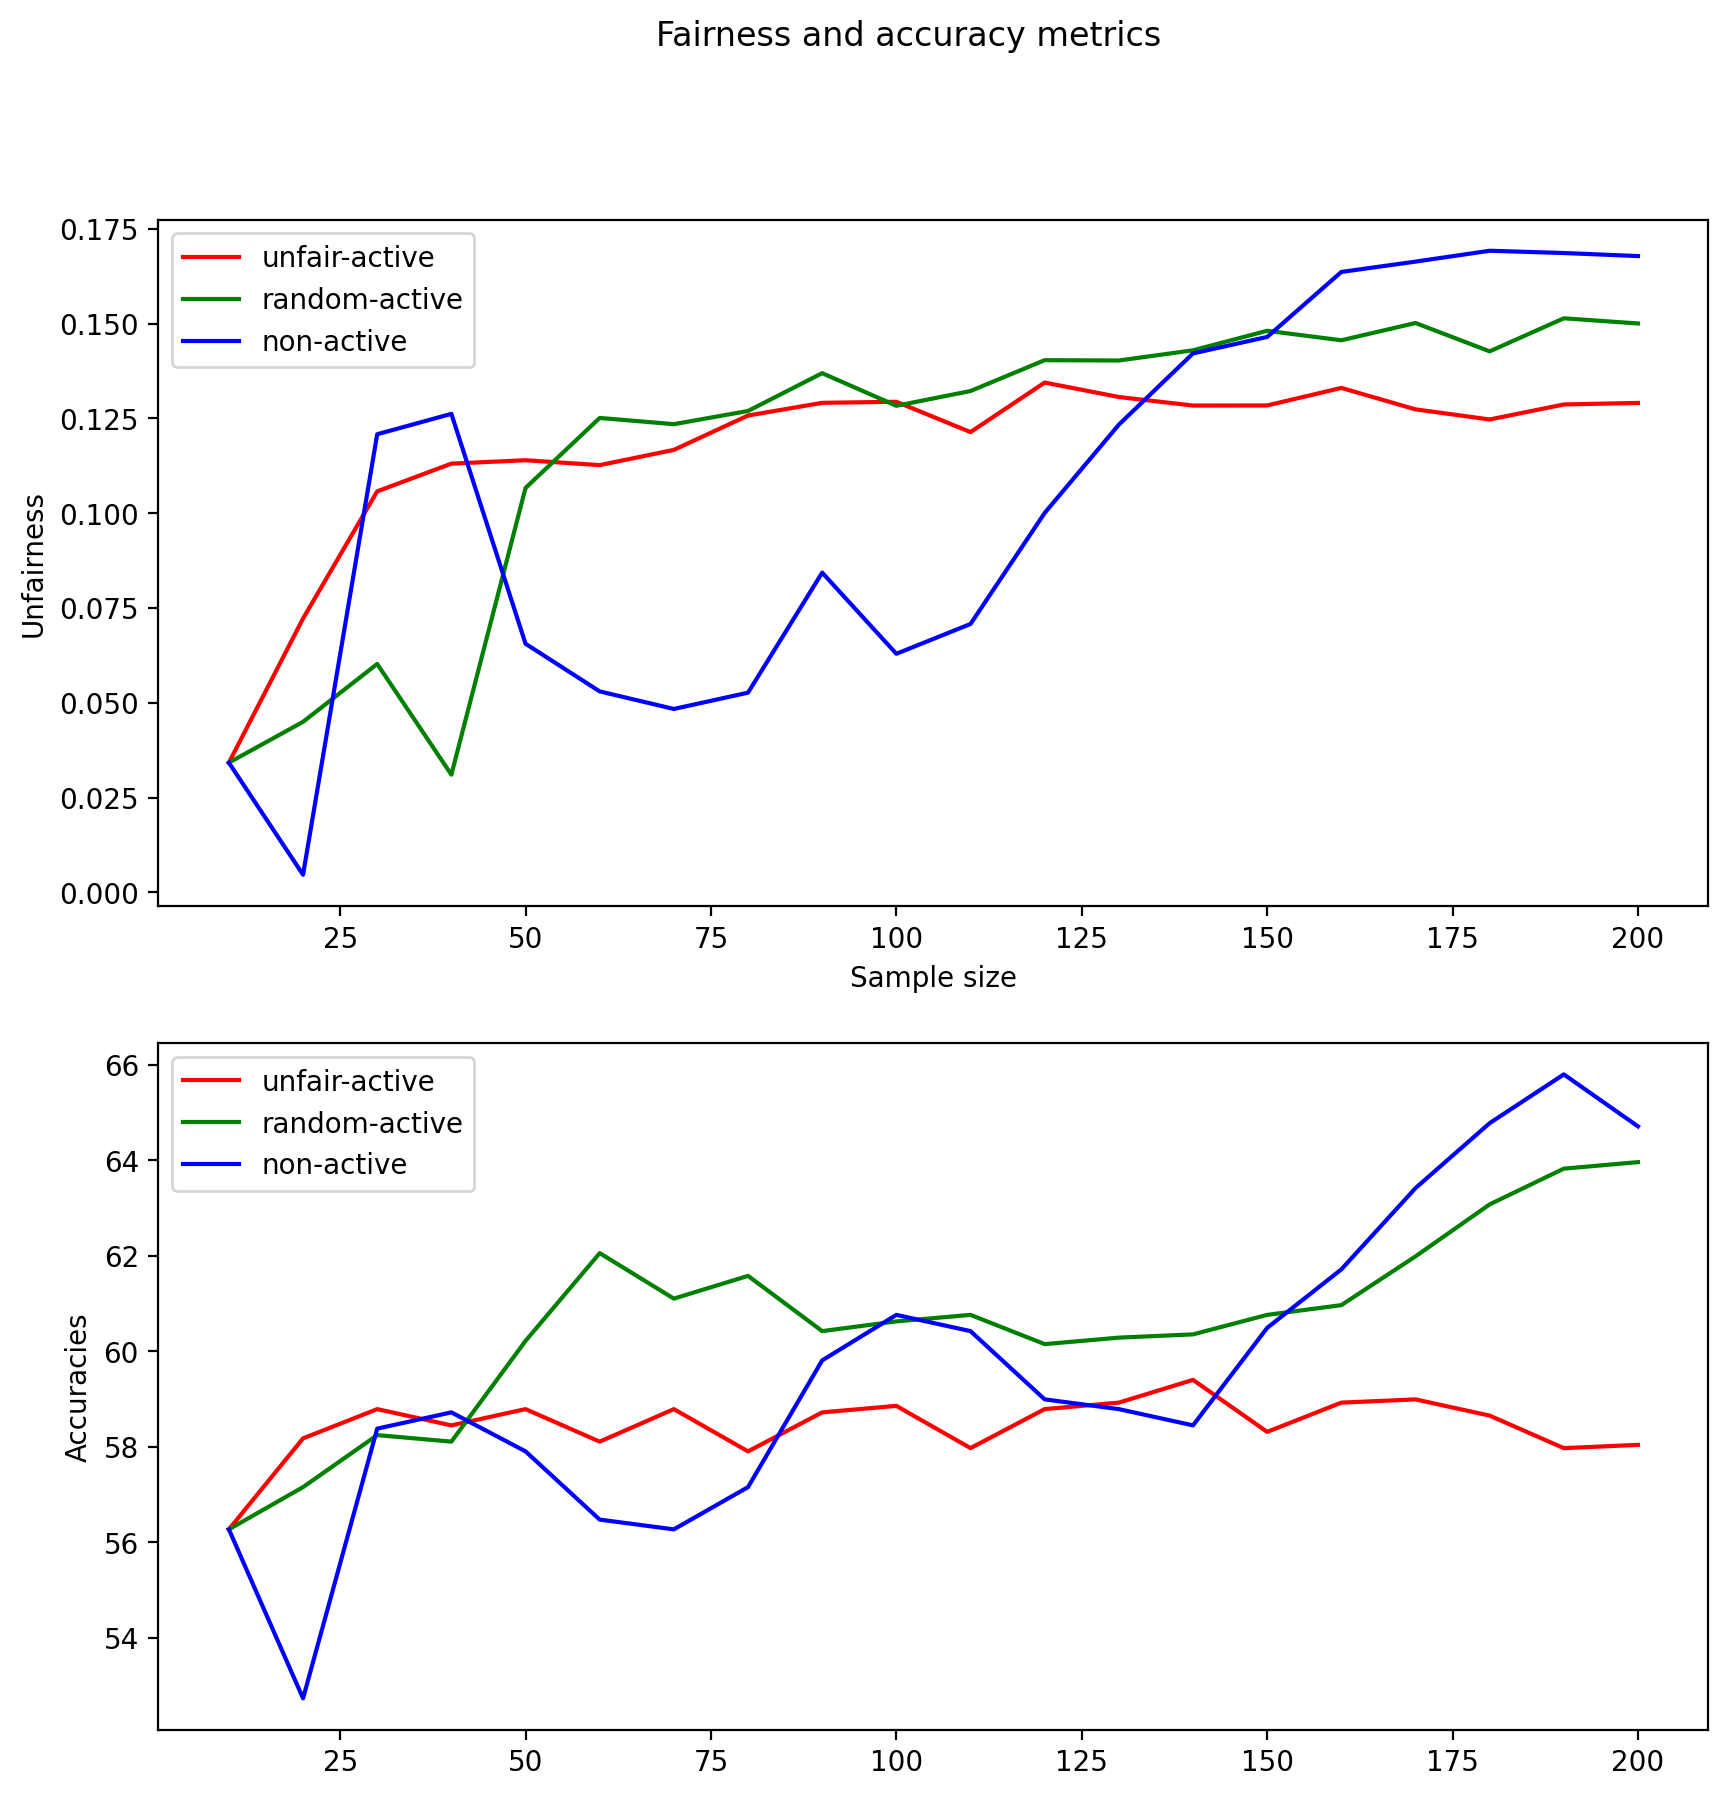 Fairness and accuracy metrics
0.175
0.150
0.125
0.100
0.075
0.050
0.025
0.000
Unfairness
unfair-active
random-active
non-active
25 50 75 100 125 150 175 200
Sample size
66
64
62
60
58
56
54
Accuracies
unfair-active
random-active
non-active
25 50 75 100 125 150 175 200